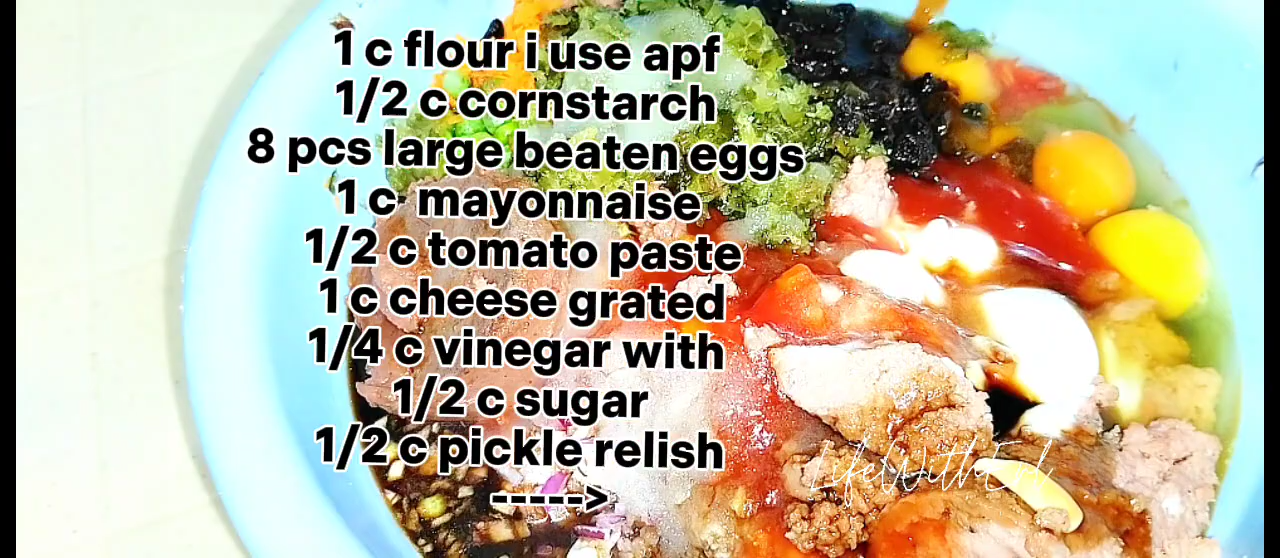 1 c flour i use apf
1/2 c cornstarch
8 pcs large beaten eggs
1 c mayonnaise
1/2 c tomato paste
1 c cheese grated
1/4 c vinegar with
1/2 c sugar
1/2 c pickle relish
----->
LifeWithErl